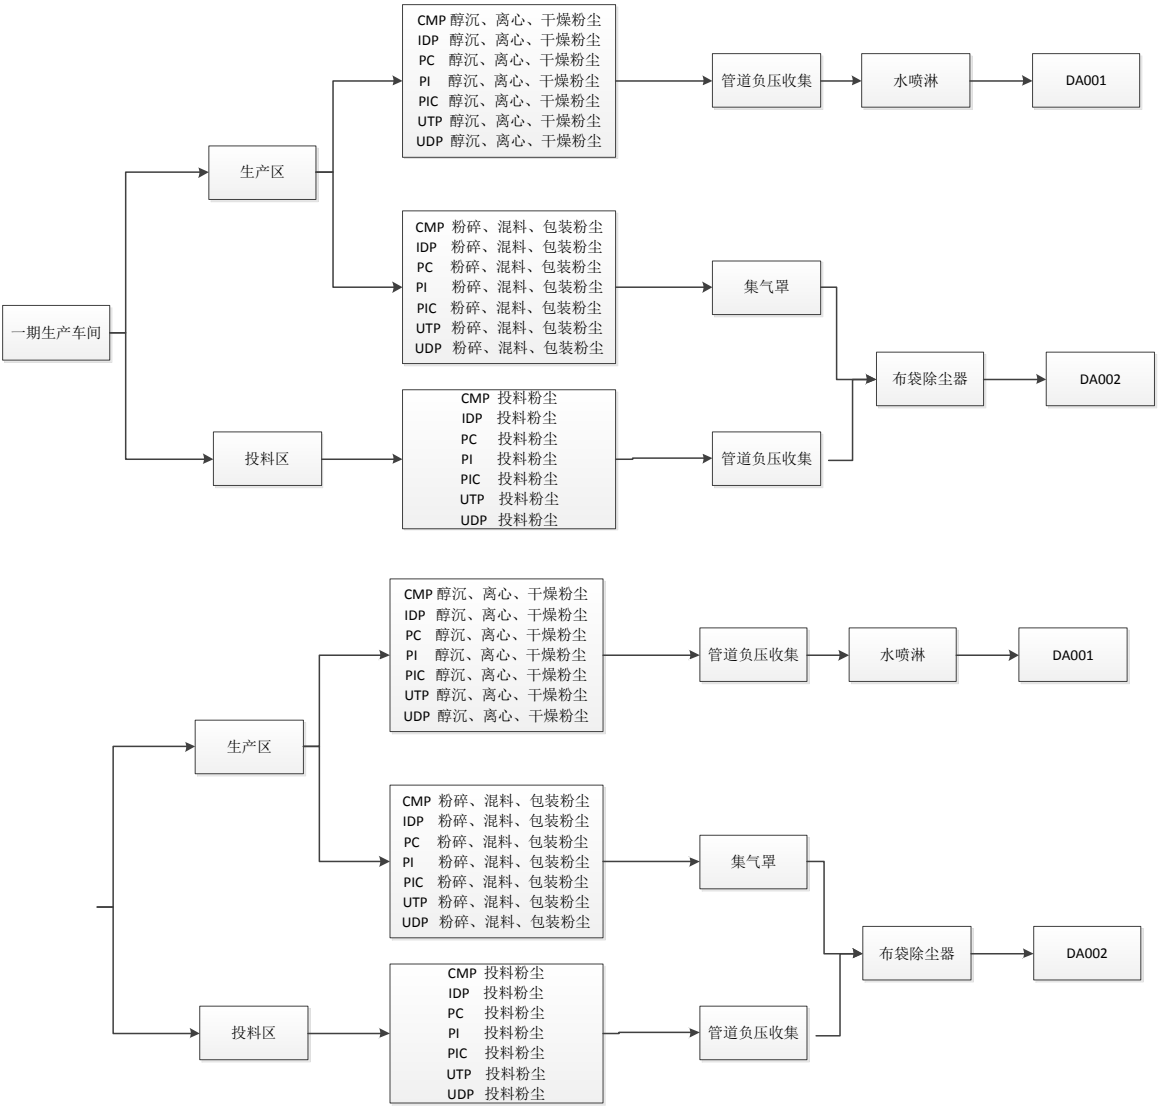 CMP 醇沉、离心、干燥粉尘
IDP 醇沉、离心、干燥粉尘
PC 醇沉、离心、干燥粉尘
PI 醇沉、离心、干燥粉尘
PIC 醇沉、离心、干燥粉尘
UTP 醇沉、离心、干燥粉尘
UDP 醇沉、离心、干燥粉尘
管道负压收集
水喷淋
DA001
生产区
CMP 粉碎、混料、包装粉尘
IDP 粉碎、混料、包装粉尘
PC 粉碎、混料、包装粉尘
PI 粉碎、混料、包装粉尘
PIC 粉碎、混料、包装粉尘
UTP 粉碎、混料、包装粉尘
UDP 粉碎、混料、包装粉尘
集气罩
一期生产车间
布袋除尘器
DA002
投料区
CMP 投料粉尘
IDP 投料粉尘
PC 投料粉尘
PI 投料粉尘
PIC 投料粉尘
UTP 投料粉尘
UDP 投料粉尘
管道负压收集
CMP 醇沉、离心、干燥粉尘
IDP 醇沉、离心、干燥粉尘
PC 醇沉、离心、干燥粉尘
PI 醇沉、离心、干燥粉尘
PIC 醇沉、离心、干燥粉尘
UTP 醇沉、离心、干燥粉尘
UDP 醇沉、离心、干燥粉尘
管道负压收集
水喷淋
DA001
生产区
CMP 粉碎、混料、包装粉尘
IDP 粉碎、混料、包装粉尘
PC 粉碎、混料、包装粉尘
PI 粉碎、混料、包装粉尘
PIC 粉碎、混料、包装粉尘
UTP 粉碎、混料、包装粉尘
UDP 粉碎、混料、包装粉尘
集气罩
布袋除尘器
DA002
投料区
CMP 投料粉尘
IDP 投料粉尘
PC 投料粉尘
PI 投料粉尘
PIC 投料粉尘
UTP 投料粉尘
UDP 投料粉尘
管道负压收集